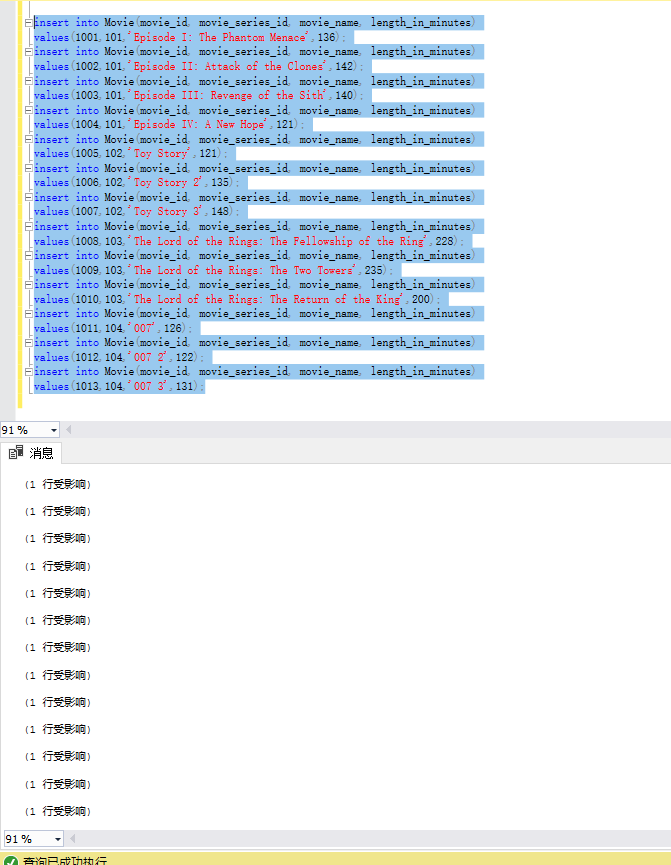 insert into Movie(movie_id, movie_series_id, movie_name, length_in_minutes)
values(1001,101,'Episode I: The Phantom Menace',136);
insert into Movie(movie_id, movie_series_id, movie_name, length_in_minutes)
values(1002,101,'Episode II: Attack of the Clones',142);
insert into Movie(movie_id, movie_series_id, movie_name, length_in_minutes)
values(1003,101,'Episode III: Revenge of the Sith',140);
insert into Movie(movie_id, movie_series_id, movie_name, length_in_minutes)
values(1004,101,'Episode IV: A New Hope',121);
insert into Movie(movie_id, movie_series_id, movie_name, length_in_minutes)
values(1005,102,'Toy Story',121);
insert into Movie(movie_id, movie_series_id, movie_name, length_in_minutes)
values(1006,102,'Toy Story 2',135);
insert into Movie(movie_id, movie_series_id, movie_name, length_in_minutes)
values(1007,102,'Toy Story 3',148);
insert into Movie(movie_id, movie_series_id, movie_name, length_in_minutes)
values(1008,103,'The Lord of the Rings: The Fellowship of the Ring',228);
insert into Movie(movie_id, movie_series_id, movie_name, length_in_minutes)
values(1009,103,'The Lord of the Rings: The Two Towers',235);
insert into Movie(movie_id, movie_series_id, movie_name, length_in_minutes)
values(1010,103,'The Lord of the Rings: The Return of the King',200);
insert into Movie(movie_id, movie_series_id, movie_name, length_in_minutes)
values(1011,104,'007',126);
insert into Movie(movie_id, movie_series_id, movie_name, length_in_minutes)
values(1012,104,'007 2',122);
insert into Movie(movie_id, movie_series_id, movie_name, length_in_minutes)
values(1013,104,'007 3',131);
91 %
消息
(1 行受影响)
(1 行受影响)
(1 行受影响)
(1 行受影响)
(1 行受影响)
(1 行受影响)
(1 行受影响)
(1 行受影响)
(1 行受影响)
(1 行受影响)
(1 行受影响)
(1 行受影响)
(1 行受影响)
91 %
查询已成功执行